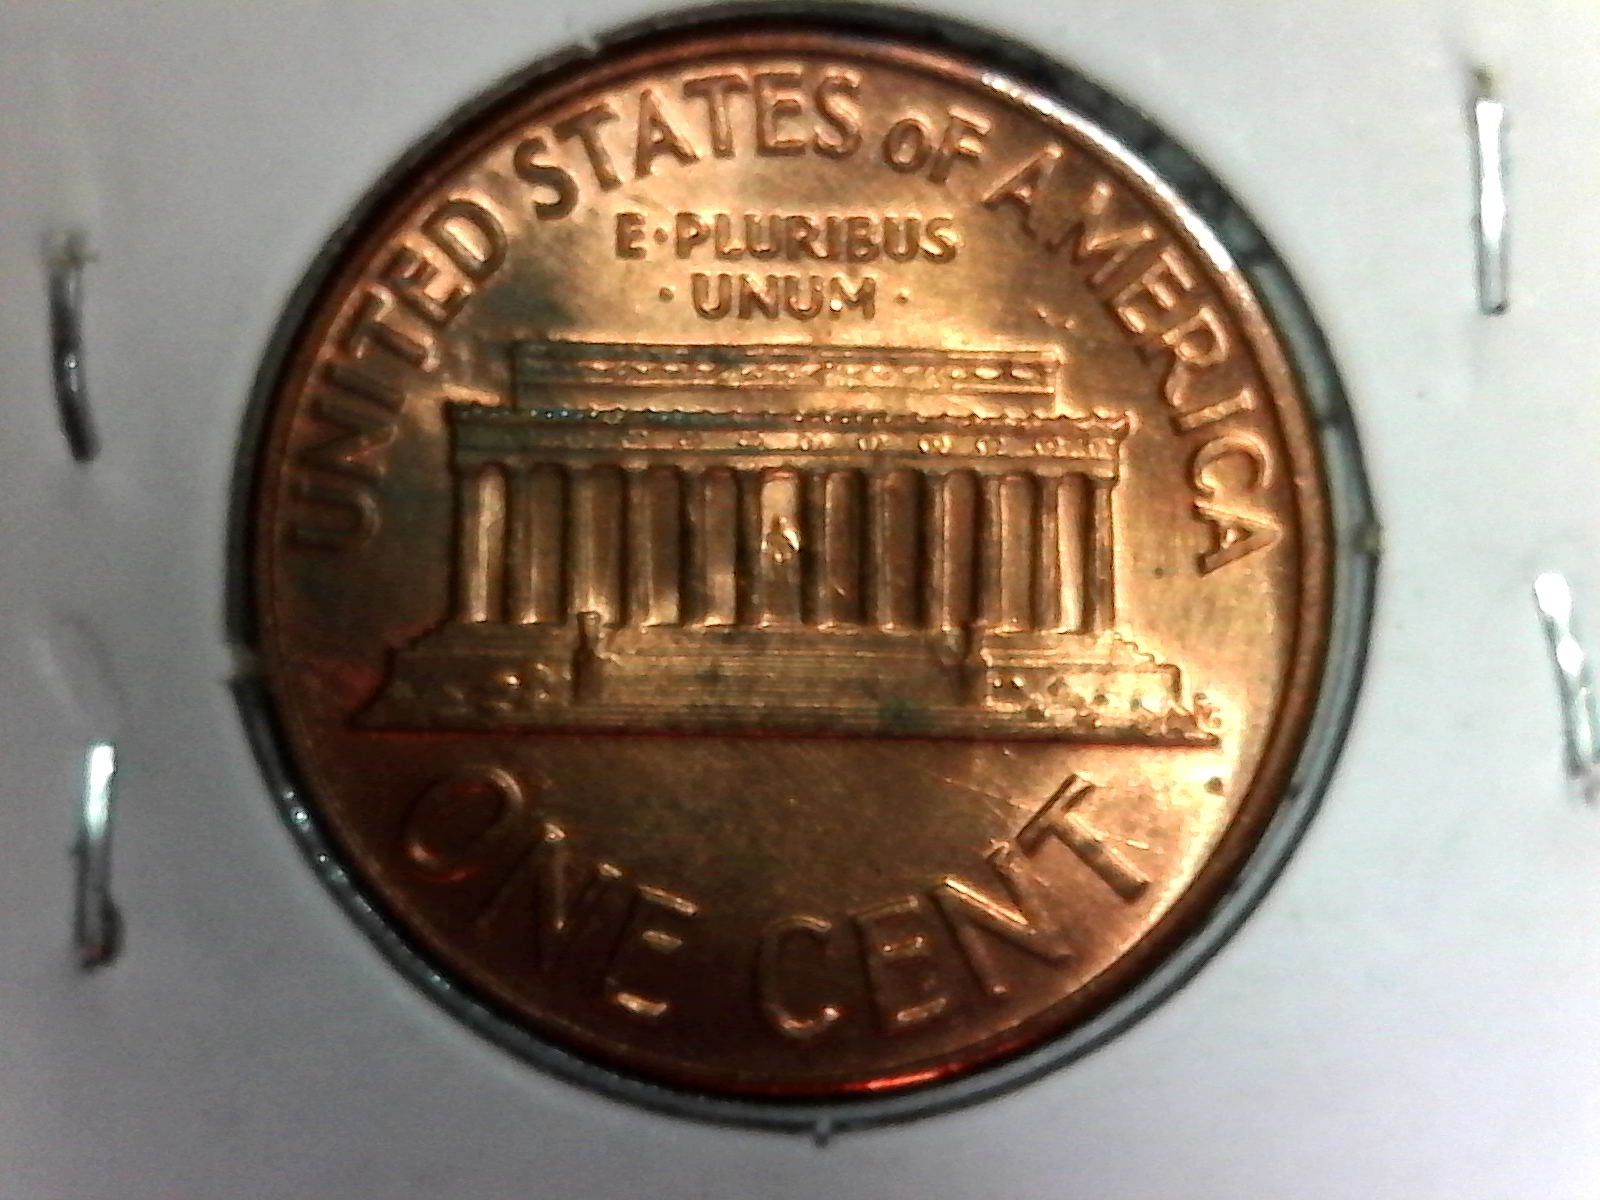 UNITED STATES OF AMERICA
E·PLURIBUS
·UNUM·
ONE CENT